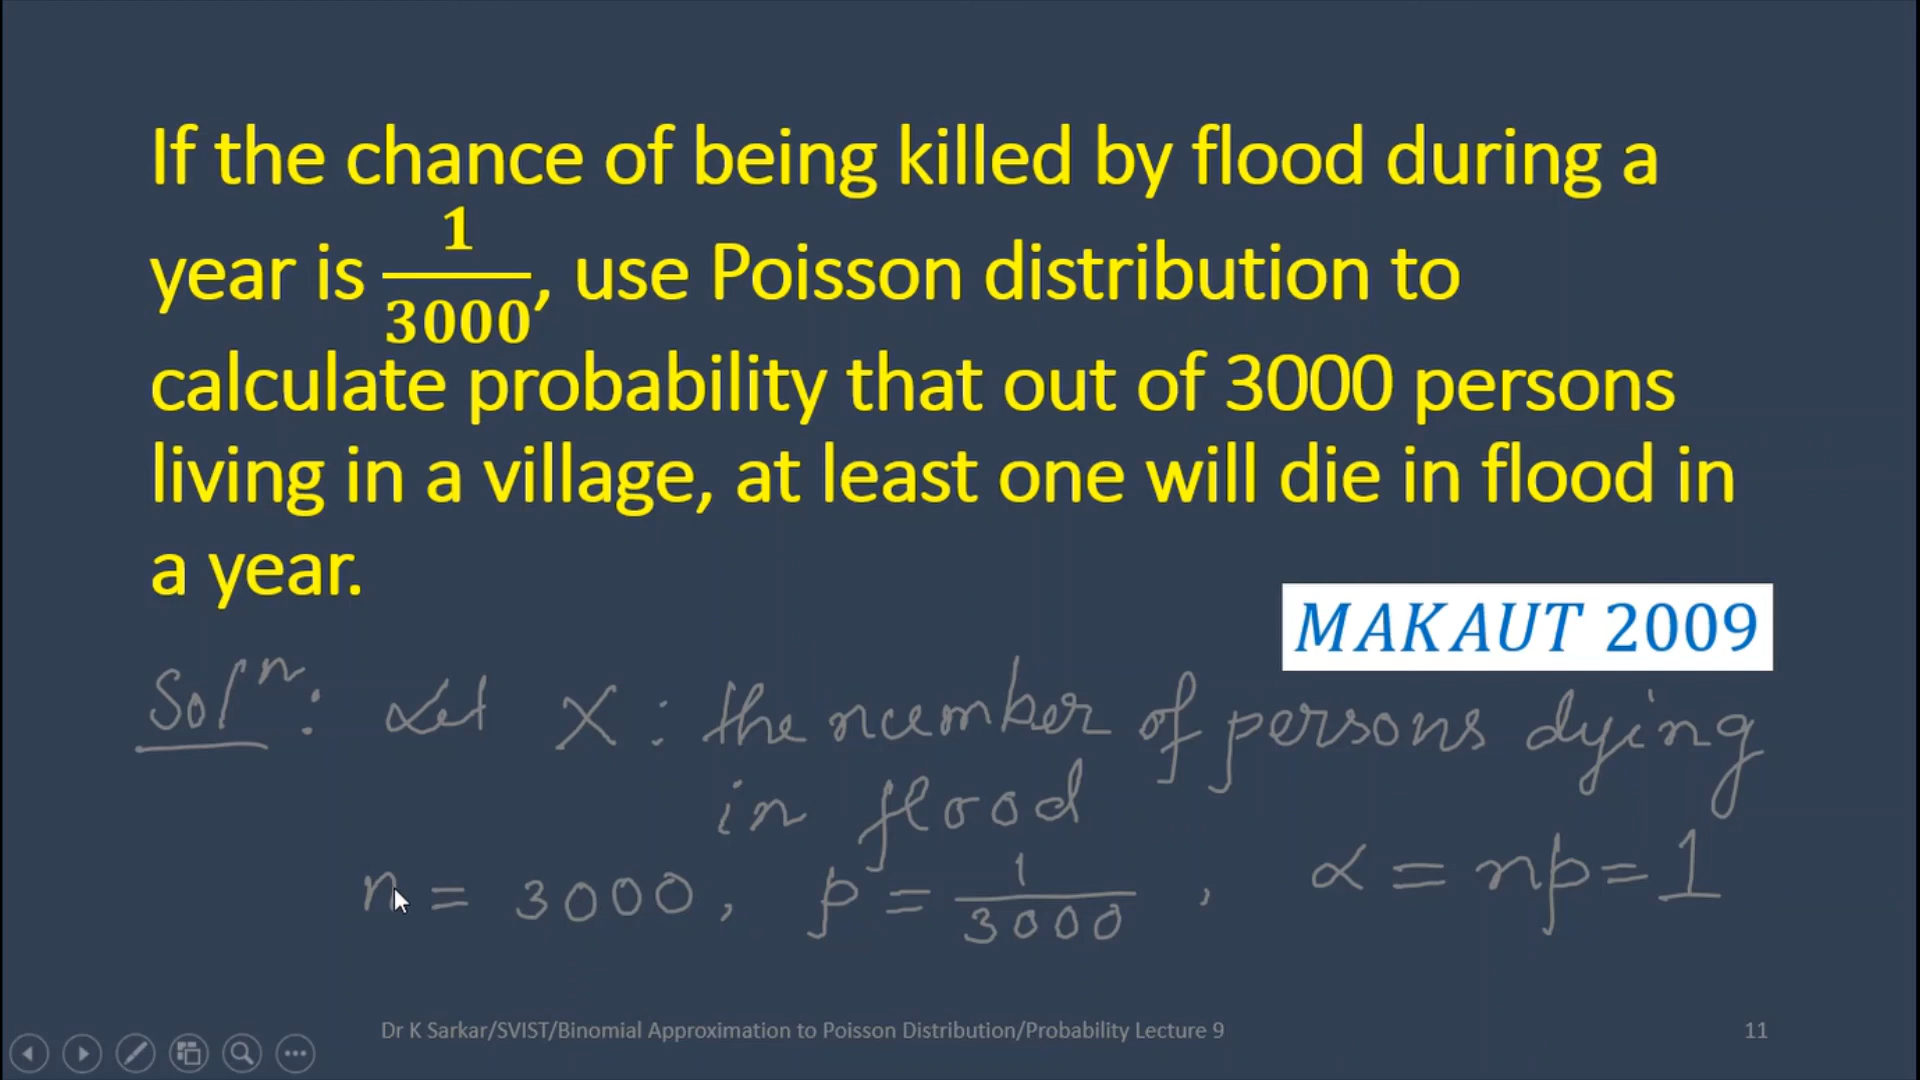 If the chance of being killed by flood during a
year is 1/3000, use Poisson distribution to
calculate probability that out of 3000 persons
living in a village, at least one will die in flood in
a year.
MAKAUT 2009
Solⁿ: Let X : the number of persons dying
in flood
n = 3000, p = 1/3000, α = np = 1
Dr K Sarkar/SVIST/Binomial Approximation to Poisson Distribution/Probability Lecture 9 11